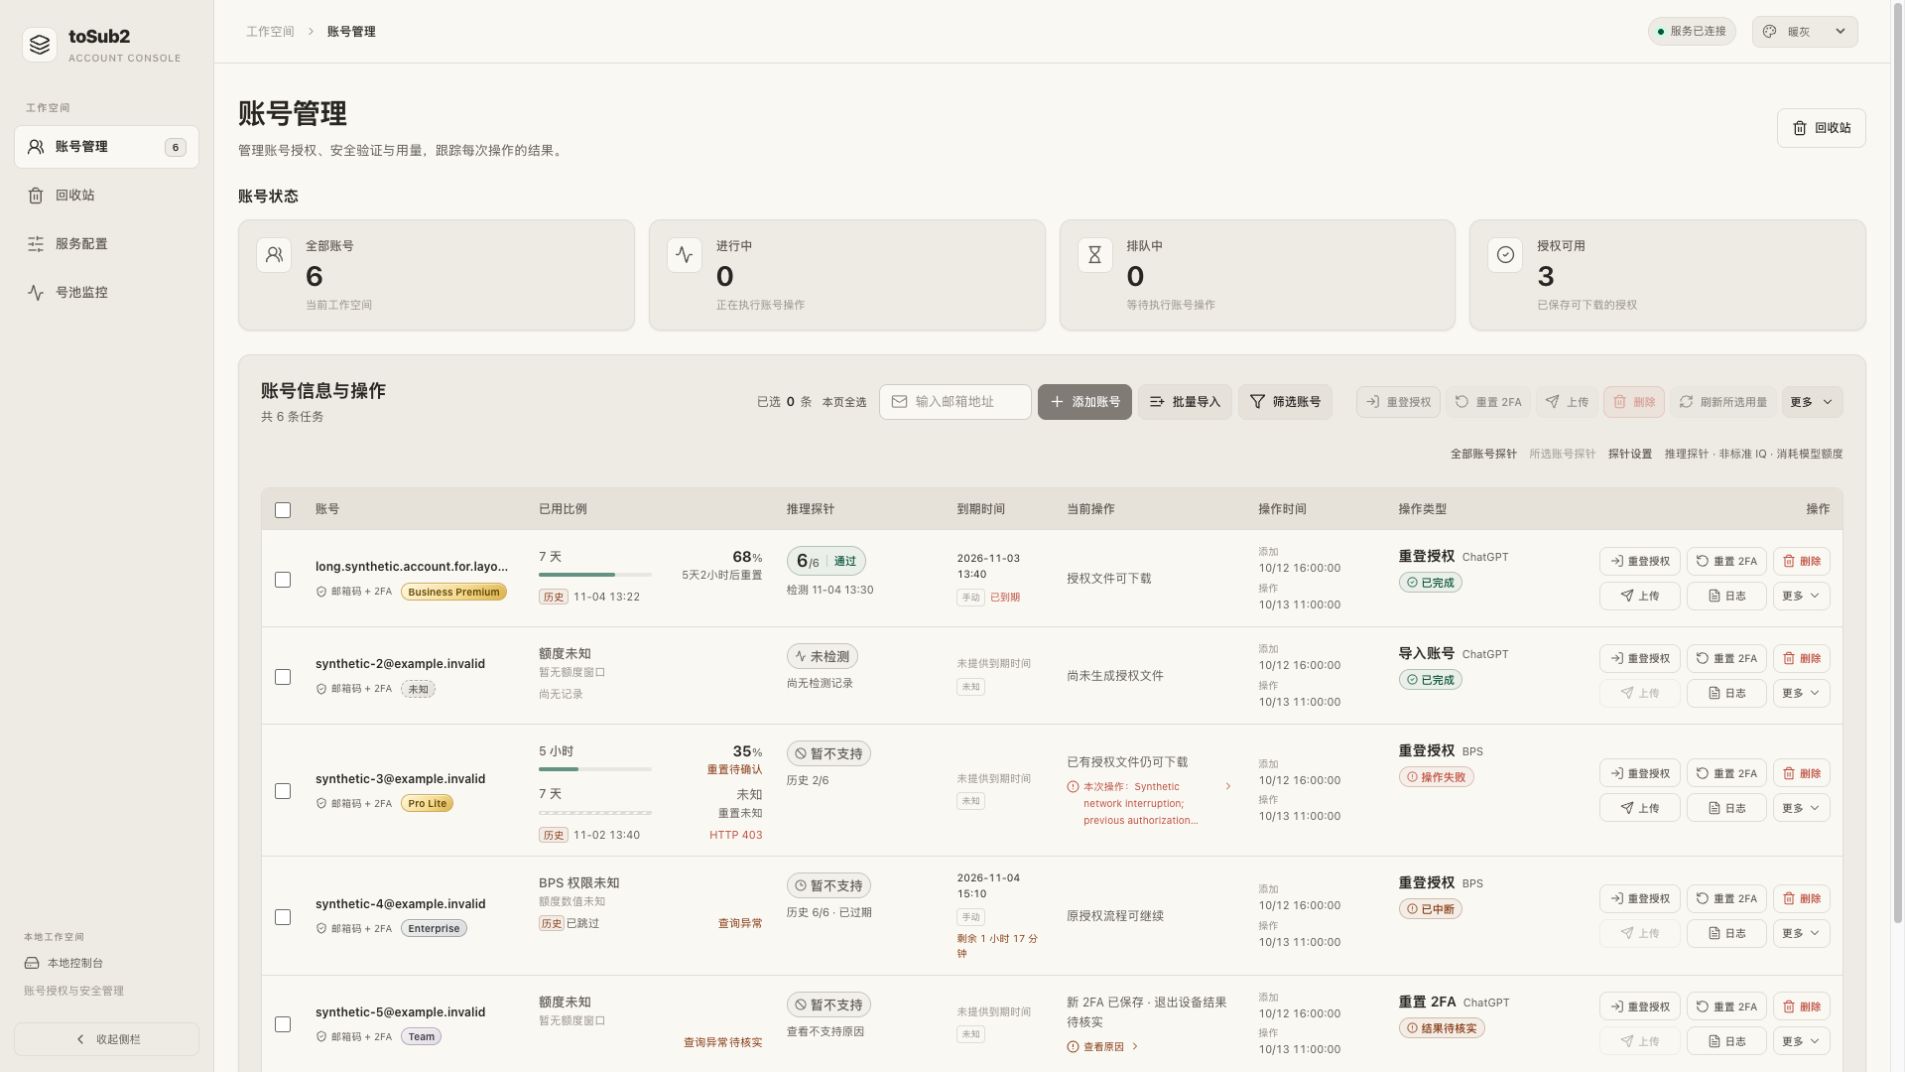 toSub2
ACCOUNT CONSOLE
工作空间
账号管理 6
回收站
服务配置
号池监控
本地工作空间
本地控制台
账号授权与安全管理
收起侧栏
工作空间 账号管理
服务已连接 暖灰
账号管理
管理账号授权、安全验证与用量，跟踪每次操作的结果。
回收站
账号状态
全部账号
6
当前工作空间
进行中
0
正在执行账号操作
排队中
0
等待执行账号操作
授权可用
3
已保存可下载的授权
账号信息与操作
共 6 条任务
已选 0 条 本页全选 输入邮箱地址 添加账号 批量导入 筛选账号 重登授权 重置 2FA 上传 删除 刷新所选用量 更多
全部账号探针 所选账号探针 探针设置 推理探针 · 非标准 IQ · 消耗模型额度
账号 已用比例 推理探针 到期时间 当前操作 操作时间 操作类型 操作
long.synthetic.account.for.layo...
邮箱码 + 2FA Business Premium
7 天 68%
5天2小时后重置
历史 11-04 13:22
6/6 通过
检测 11-04 13:30
2026-11-03
13:40
手动 已到期
授权文件可下载
添加
10/12 16:00:00
操作
10/13 11:00:00
重登授权 ChatGPT
已完成
重登授权 重置 2FA 删除
上传 日志 更多
synthetic-2@example.invalid
邮箱码 + 2FA 未知
额度未知
暂无额度窗口
尚无记录
未检测
尚无检测记录
未提供到期时间
未知
尚未生成授权文件
添加
10/12 16:00:00
操作
10/13 11:00:00
导入账号 ChatGPT
已完成
重登授权 重置 2FA 删除
上传 日志 更多
synthetic-3@example.invalid
邮箱码 + 2FA Pro Lite
5 小时 35%
重置待确认
7 天 未知
重置未知
历史 11-02 13:40 HTTP 403
暂不支持
历史 2/6
未提供到期时间
未知
已有授权文件仍可下载
本次操作：Synthetic
network interruption;
previous authorization...
添加
10/12 16:00:00
操作
10/13 11:00:00
重登授权 BPS
操作失败
重登授权 重置 2FA 删除
上传 日志 更多
synthetic-4@example.invalid
邮箱码 + 2FA Enterprise
BPS 权限未知
额度数值未知
历史 已跳过 查询异常
暂不支持
历史 6/6 · 已过期
2026-11-04
15:10
手动
剩余 1 小时 17 分
钟
原授权流程可继续
添加
10/12 16:00:00
操作
10/13 11:00:00
重登授权 BPS
已中断
重登授权 重置 2FA 删除
上传 日志 更多
synthetic-5@example.invalid
邮箱码 + 2FA Team
额度未知
暂无额度窗口
查询异常待核实
暂不支持
查看不支持原因
未提供到期时间
未知
新 2FA 已保存 · 退出设备结果
待核实
查看原因
添加
10/12 16:00:00
操作
10/13 11:00:00
重置 2FA ChatGPT
结果待核实
重登授权 重置 2FA 删除
上传 日志 更多